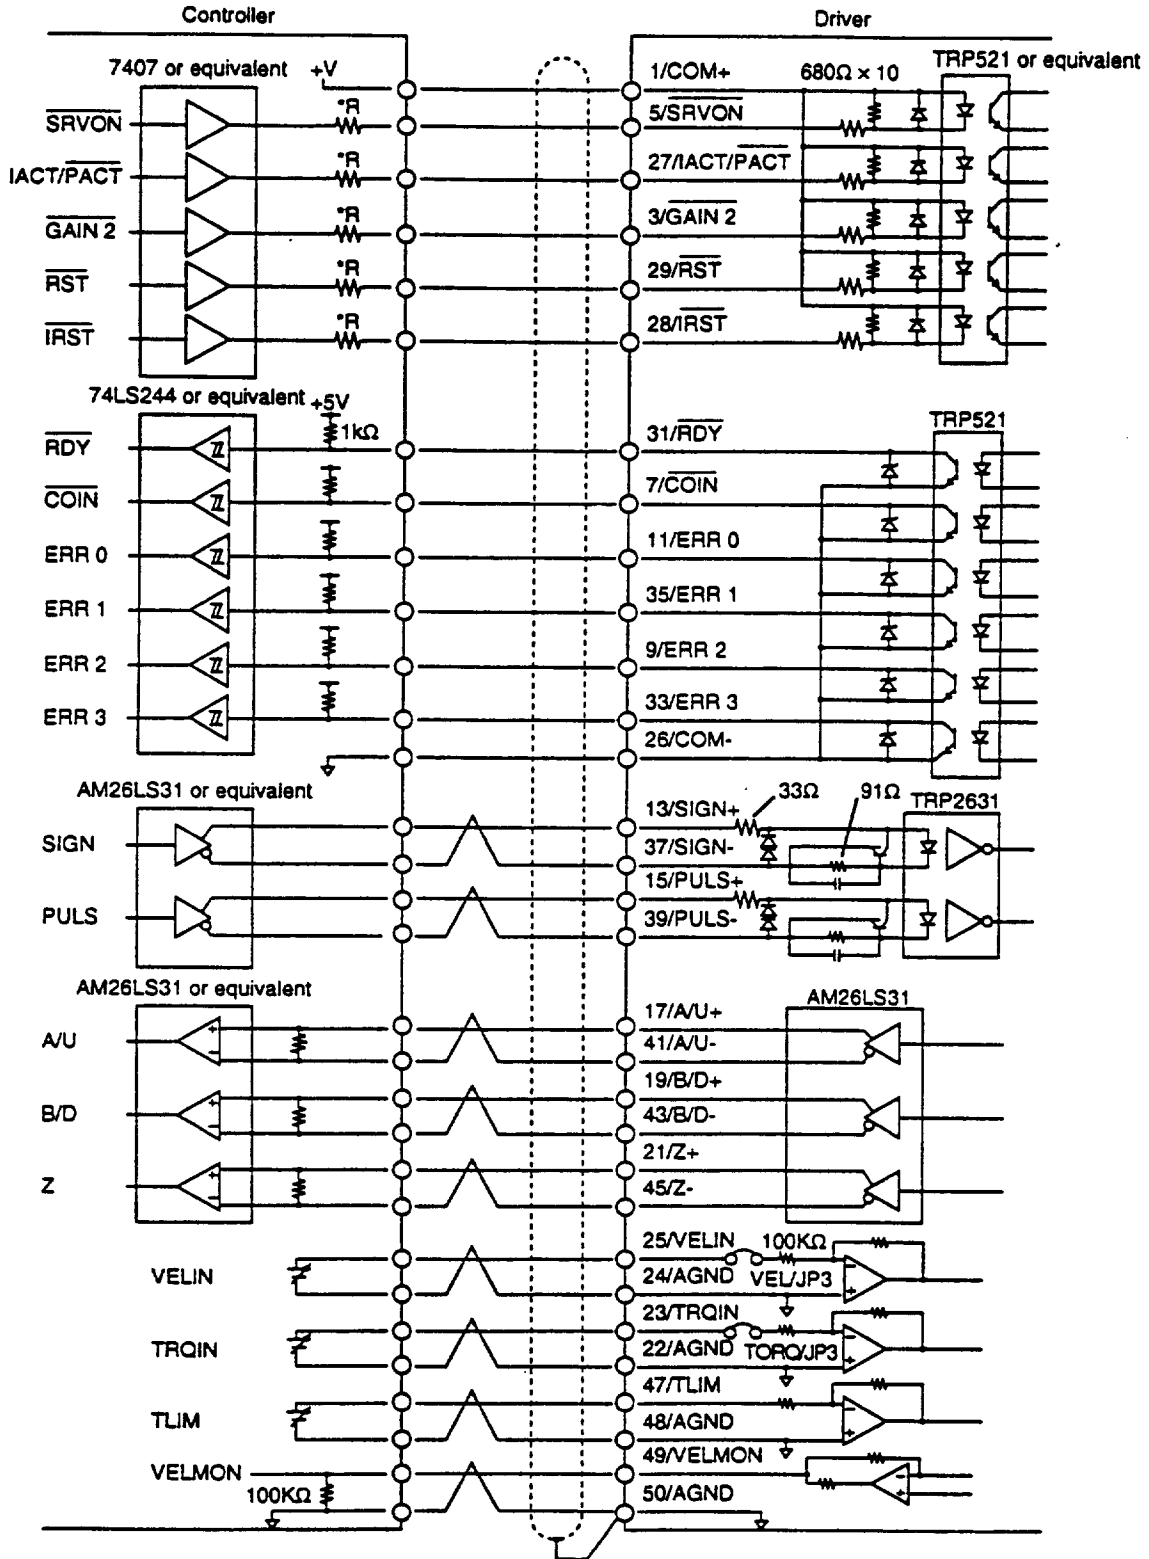 Controller
Driver
7407 or equivalent
+V
1/COM+
680Ω × 10
TRP521 or equivalent
SRVON
*R
5/SRVON
IACT/PACT
*R
27/IACT/PACT
GAIN 2
*R
3/GAIN 2
RST
*R
29/RST
IRST
*R
28/IRST
74LS244 or equivalent
+5V
TRP521
RDY
1kΩ
31/RDY
COIN
7/COIN
ERR 0
11/ERR 0
ERR 1
35/ERR 1
ERR 2
9/ERR 2
ERR 3
33/ERR 3
26/COM-
AM26LS31 or equivalent
13/SIGN+
33Ω
91Ω
TRP2631
SIGN
37/SIGN-
15/PULS+
PULS
39/PULS-
AM26LS31 or equivalent
AM26LS31
A/U
17/A/U+
41/A/U-
B/D
19/B/D+
43/B/D-
Z
21/Z+
45/Z-
VELIN
25/VELIN
100KΩ
24/AGND
VEL/JP3
TRQIN
23/TRQIN
22/AGND
TORQ/JP3
TLIM
47/TLIM
48/AGND
VELMON
49/VELMON
100KΩ
50/AGND